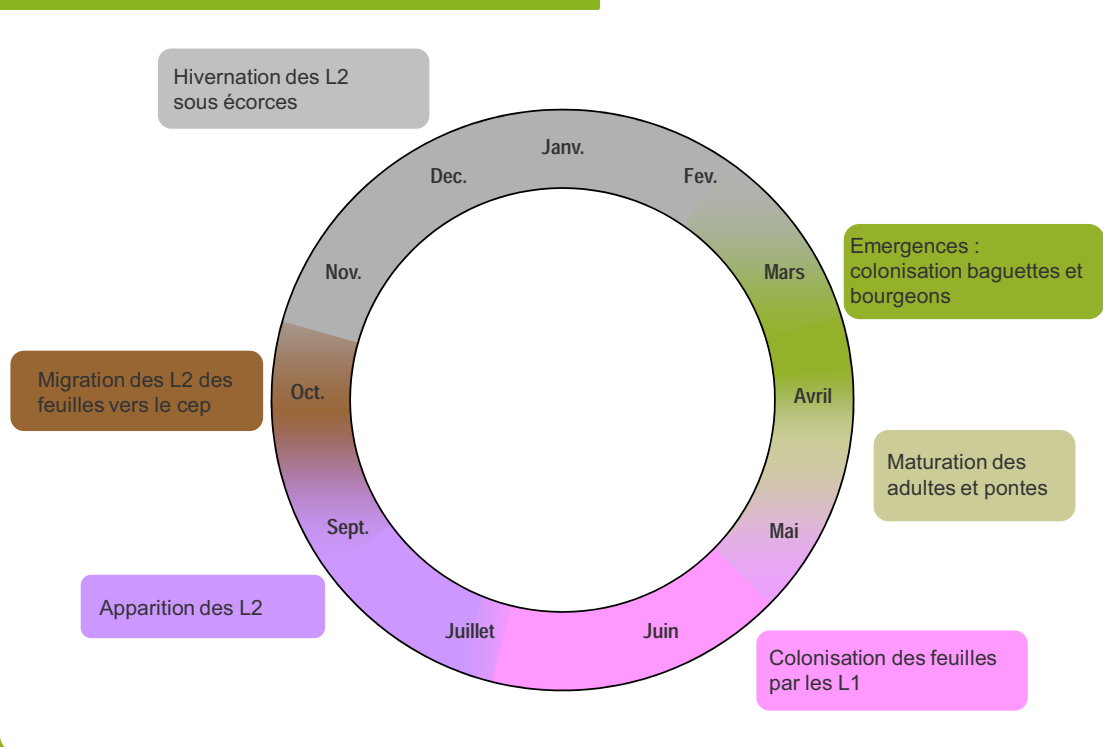 Hivernation des L2
sous écorces
Janv.
Dec.
Fev.
Nov.
Mars
Emergences :
colonisation baguettes et
bourgeons
Migration des L2 des
feuilles vers le cep
Oct.
Avril
Maturation des
adultes et pontes
Sept.
Mai
Apparition des L2
Juillet
Juin
Colonisation des feuilles
par les L1